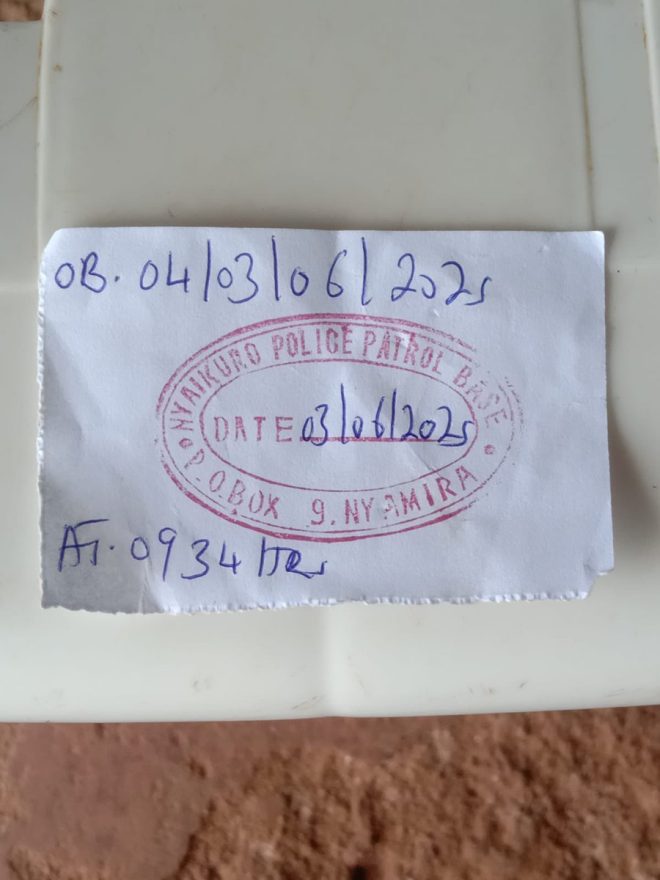 OB. 04/03/06/2025
NYAIKURO POLICE PATROL BASE
DATE 03/06/2025
P.O.BOX 9. NYAMIRA
AT. 0934 HRS